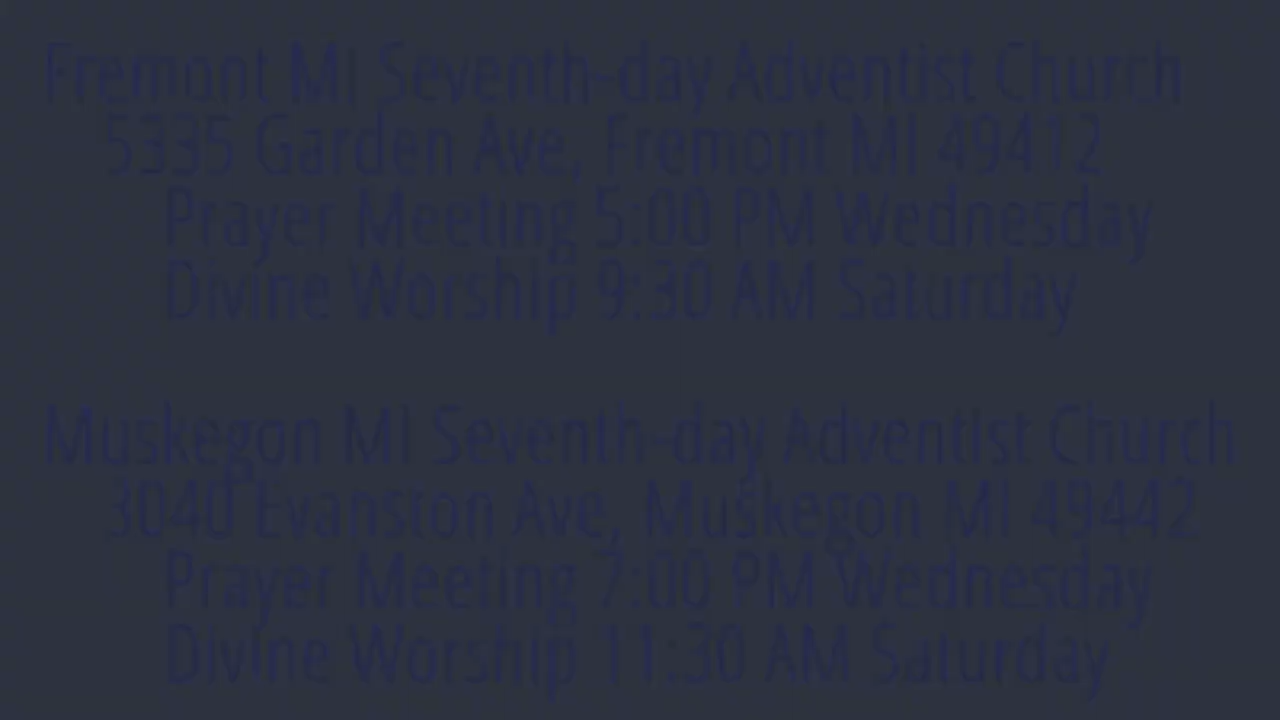 Fremont MI Seventh-day Adventist Church
5335 Garden Ave, Fremont MI 49412
Prayer Meeting 5:00 PM Wednesday
Divine Worship 9:30 AM Saturday
Muskegon MI Seventh-day Adventist Church
3040 Evanston Ave, Muskegon MI 49442
Prayer Meeting 7:00 PM Wednesday
Divine Worship 11:30 AM Saturday